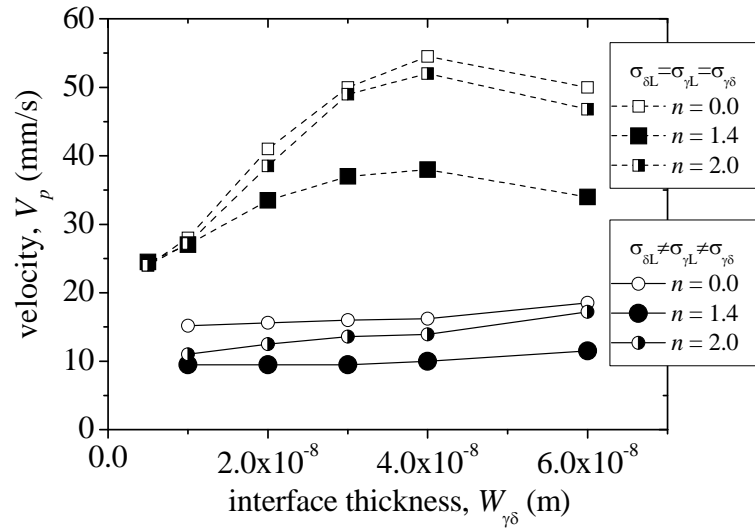 velocity, V_p (mm/s)
60
50
40
30
20
10
0
0.0
2.0x10⁻⁸
4.0x10⁻⁸
6.0x10⁻⁸
interface thickness, W_γδ (m)
σ_δL=σ_γL=σ_γδ
n = 0.0
n = 1.4
n = 2.0
σ_δL≠σ_γL≠σ_γδ
n = 0.0
n = 1.4
n = 2.0